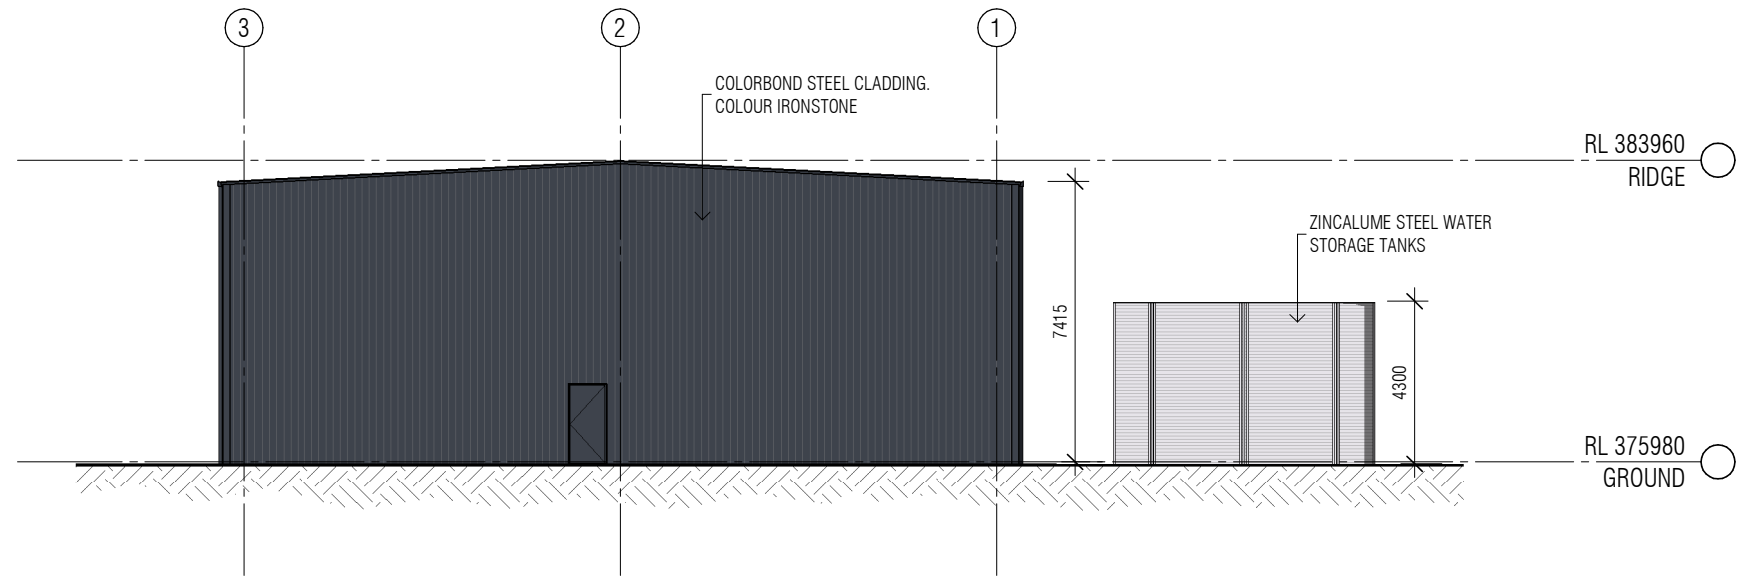 3
2
1
COLORBOND STEEL CLADDING.
COLOUR IRONSTONE
RL 383960
RIDGE
ZINCALUME STEEL WATER
STORAGE TANKS
7415
4300
RL 375980
GROUND